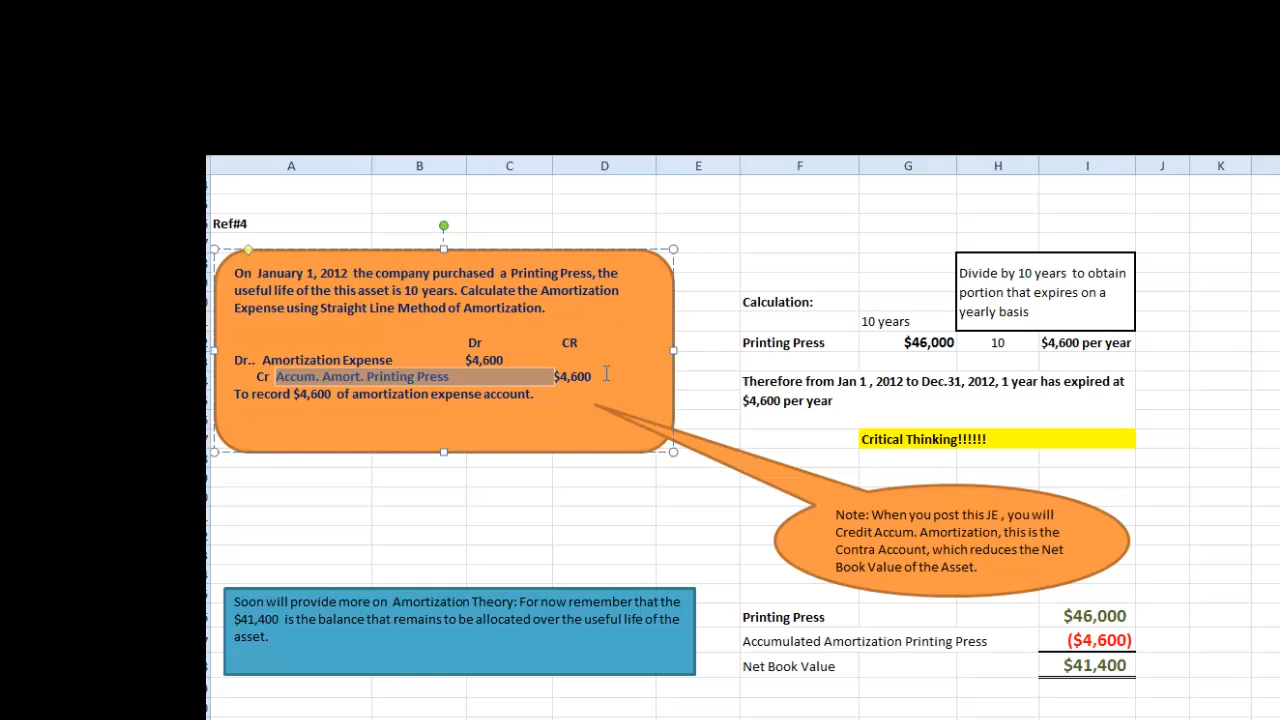 A B C D E F G H I J K
Ref#4
On January 1, 2012 the company purchased a Printing Press, the
useful life of the this asset is 10 years. Calculate the Amortization
Expense using Straight Line Method of Amortization.
Dr CR
Dr.. Amortization Expense $4,600
Cr Accum. Amort. Printing Press $4,600
To record $4,600 of amortization expense account.
Divide by 10 years to obtain
portion that expires on a
yearly basis
Calculation:
10 years
Printing Press $46,000 10 $4,600 per year
Therefore from Jan 1 , 2012 to Dec.31, 2012, 1 year has expired at
$4,600 per year
Critical Thinking!!!!!!
Note: When you post this JE , you will
Credit Accum. Amortization, this is the
Contra Account, which reduces the Net
Book Value of the Asset.
Soon will provide more on Amortization Theory: For now remember that the
$41,400 is the balance that remains to be allocated over the useful life of the
asset.
Printing Press $46,000
Accumulated Amortization Printing Press ($4,600)
Net Book Value $41,400